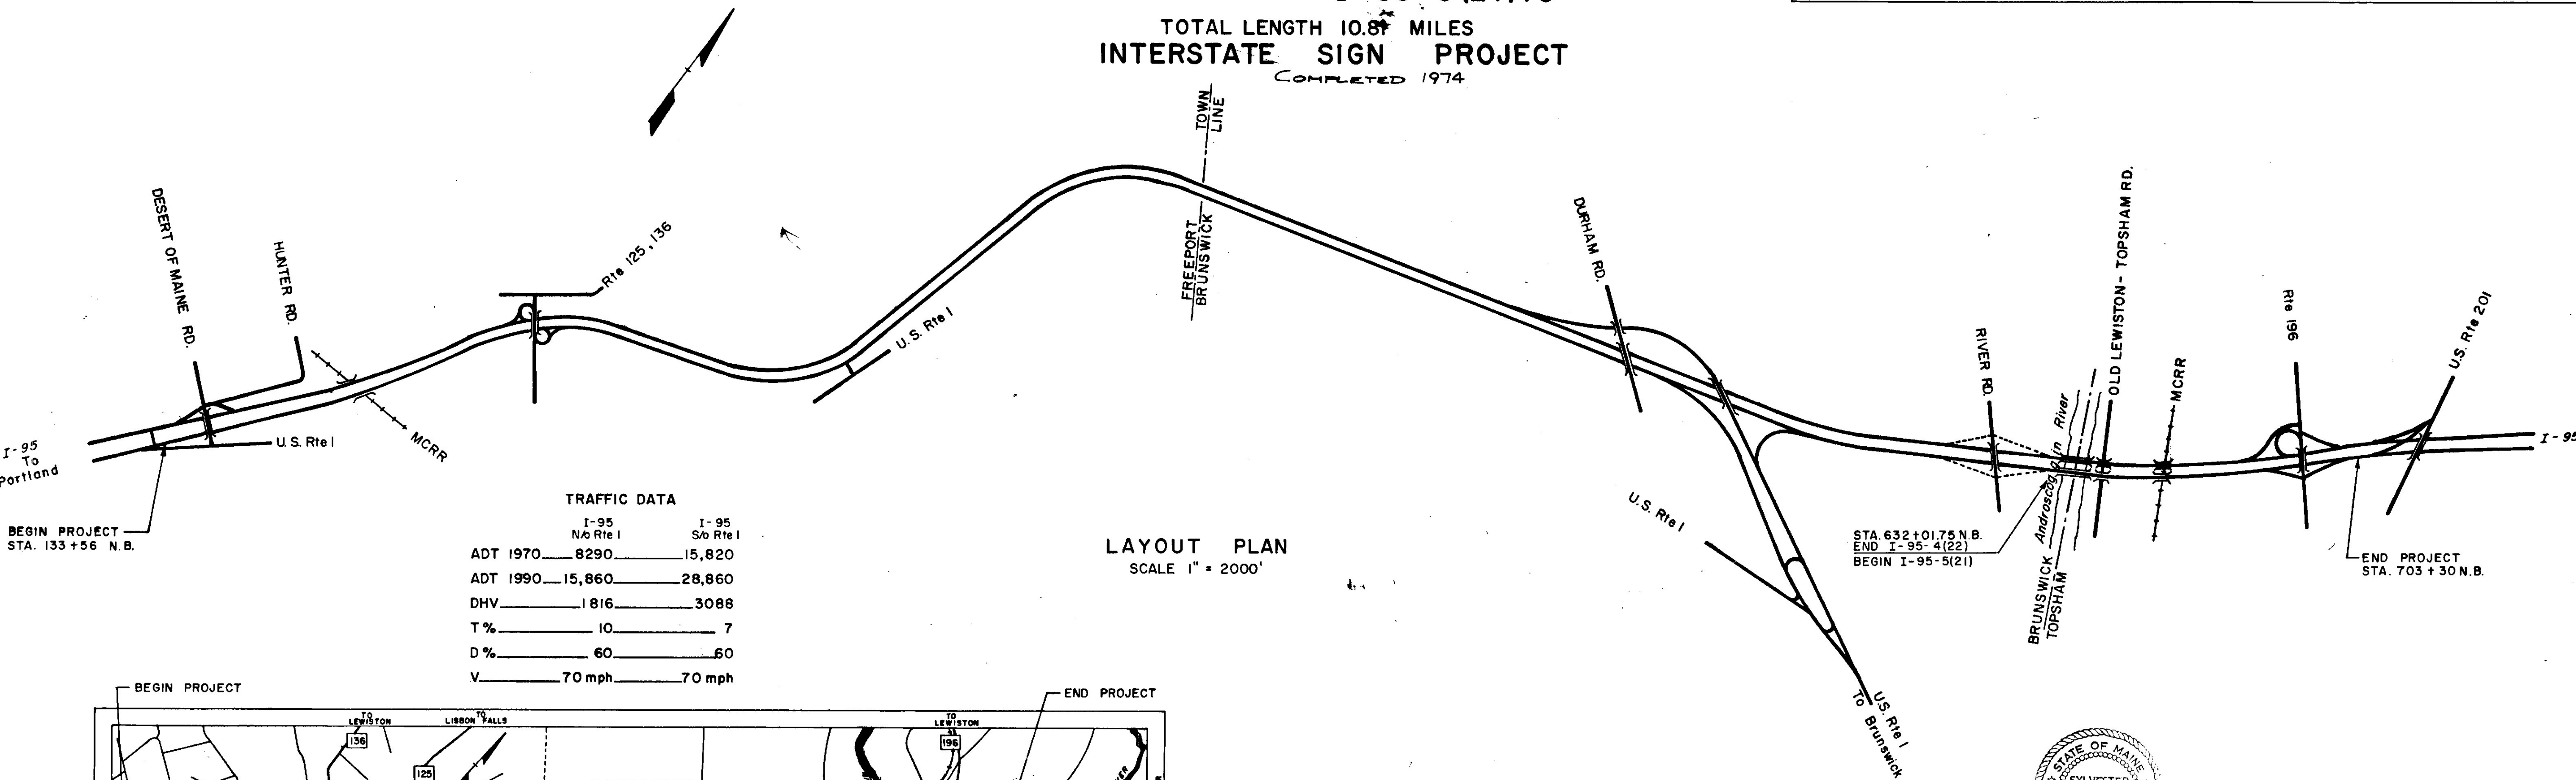 TOTAL LENGTH 10.81 MILES
INTERSTATE SIGN PROJECT
COMPLETED 1974
TOWN
LINE
FREEPORT
BRUNSWICK
DESERT OF MAINE RD.
HUNTER RD.
Rte 125, 136
U.S. Rte 1
DURHAM RD.
RIVER RD.
OLD LEWISTON - TOPSHAM RD.
MCRR
Rte 196
U.S. Rte 201
I-95
To
Portland
U.S. Rte 1
MCRR
I-95
BEGIN PROJECT
STA. 133+56 N.B.
Androscoggin River
BRUNSWICK
TOPSHAM
STA. 632+01.75 N.B.
END I-95-4(22)
BEGIN I-95-5(21)
END PROJECT
STA. 703+30 N.B.
U.S. Rte 1
U.S. Rte 1
To Brunswick
TRAFFIC DATA
I-95 I-95
N/o Rte 1 S/o Rte 1
ADT 1970 8290 15,820
ADT 1990 15,860 28,860
DHV 1816 3088
T% 10 7
D% 60 60
V 70 mph 70 mph
LAYOUT PLAN
SCALE 1" = 2000'
BEGIN PROJECT
END PROJECT
TO
LEWISTON
TO
LISBON FALLS
TO
LEWISTON
136
125
196
STATE OF MAINE